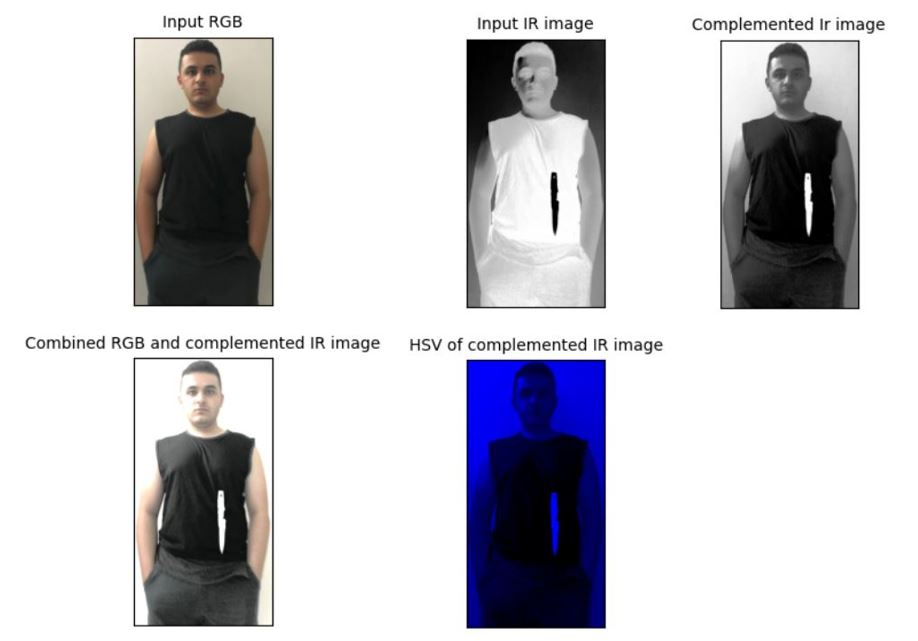 Input RGB
Input IR image
Complemented Ir image
Combined RGB and complemented IR image
HSV of complemented IR image